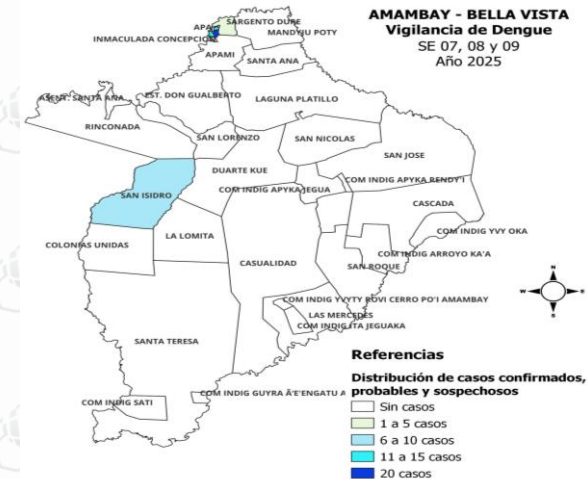 AMAMBAY - BELLA VISTA
Vigilancia de Dengue
SE 07, 08 y 09
Año 2025
SARGENTO DURE
MANDYJU POTY
INMACULADA CONCEPCION
APAMI
SANTA ANA
ASENT. SANTA ANA
EST. DON GUALBERTO
LAGUNA PLATILLO
RINCONADA
SAN LORENZO
SAN NICOLAS
SAN JOSE
DUARTE KUE
COM INDIG APYKA RENDY'I
SAN ISIDRO
COM INDIG APYKA JEGUA
CASCADA
COM INDIG YVY OKA
LA LOMITA
COLONIAS UNIDAS
COM INDIG ARROYO KA'A
CASUALIDAD
SAN ROQUE
N
W
E
S
COM INDIG YVYTY ROVI CERRO PO'I AMAMBAY
LAS MERCEDES
COM INDIG ITA JEGUAKA
SANTA TERESA
COM INDIG SATI
COM INDIG GUYRA Ã'E'ENGATU A
Referencias
Distribución de casos confirmados,
probables y sospechosos
Sin casos
1 a 5 casos
6 a 10 casos
11 a 15 casos
20 casos